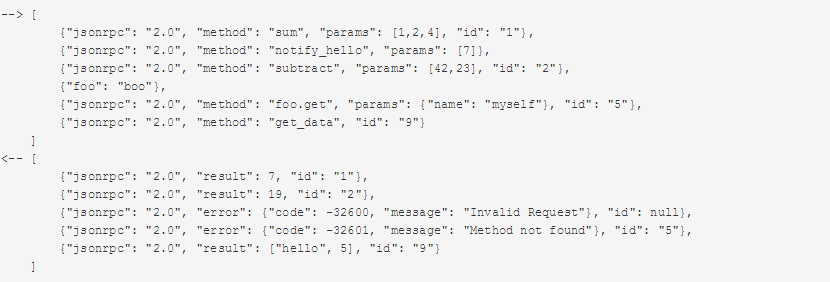 --> [
{"jsonrpc": "2.0", "method": "sum", "params": [1,2,4], "id": "1"},
{"jsonrpc": "2.0", "method": "notify_hello", "params": [7]},
{"jsonrpc": "2.0", "method": "subtract", "params": [42,23], "id": "2"},
{"foo": "boo"},
{"jsonrpc": "2.0", "method": "foo.get", "params": {"name": "myself"}, "id": "5"},
{"jsonrpc": "2.0", "method": "get_data", "id": "9"}
]
<-- [
{"jsonrpc": "2.0", "result": 7, "id": "1"},
{"jsonrpc": "2.0", "result": 19, "id": "2"},
{"jsonrpc": "2.0", "error": {"code": -32600, "message": "Invalid Request"}, "id": null},
{"jsonrpc": "2.0", "error": {"code": -32601, "message": "Method not found"}, "id": "5"},
{"jsonrpc": "2.0", "result": ["hello", 5], "id": "9"}
]